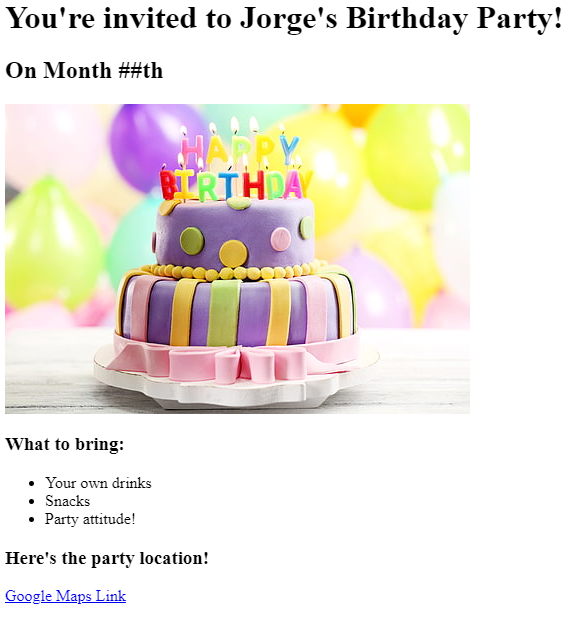 You're invited to Jorge's Birthday Party!
On Month ##th
HAPPY
BIRTHDAY
What to bring:
Your own drinks
Snacks
Party attitude!
Here's the party location!
Google Maps Link